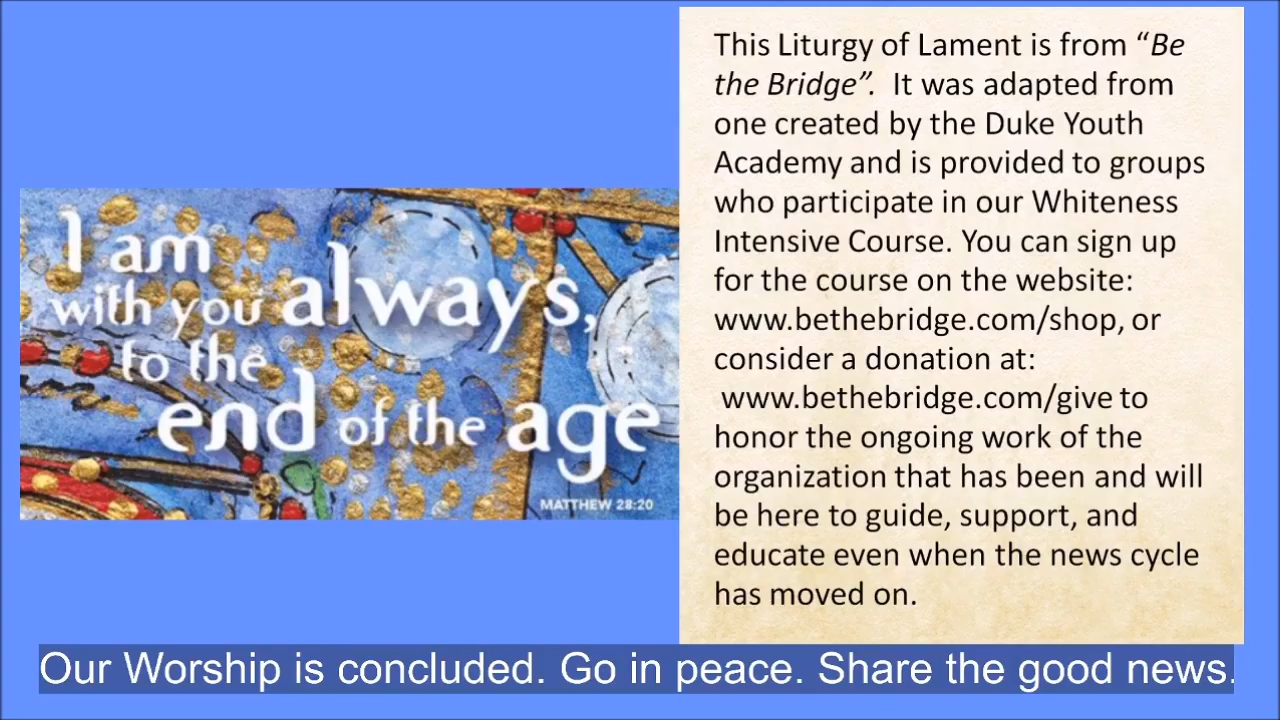 I am
with you always,
to the
end of the age
MATTHEW 28:20
This Liturgy of Lament is from “Be
the Bridge”.  It was adapted from
one created by the Duke Youth
Academy and is provided to groups
who participate in our Whiteness
Intensive Course. You can sign up
for the course on the website:
www.bethebridge.com/shop, or
consider a donation at:
www.bethebridge.com/give to
honor the ongoing work of the
organization that has been and will
be here to guide, support, and
educate even when the news cycle
has moved on.
Our Worship is concluded. Go in peace. Share the good news.